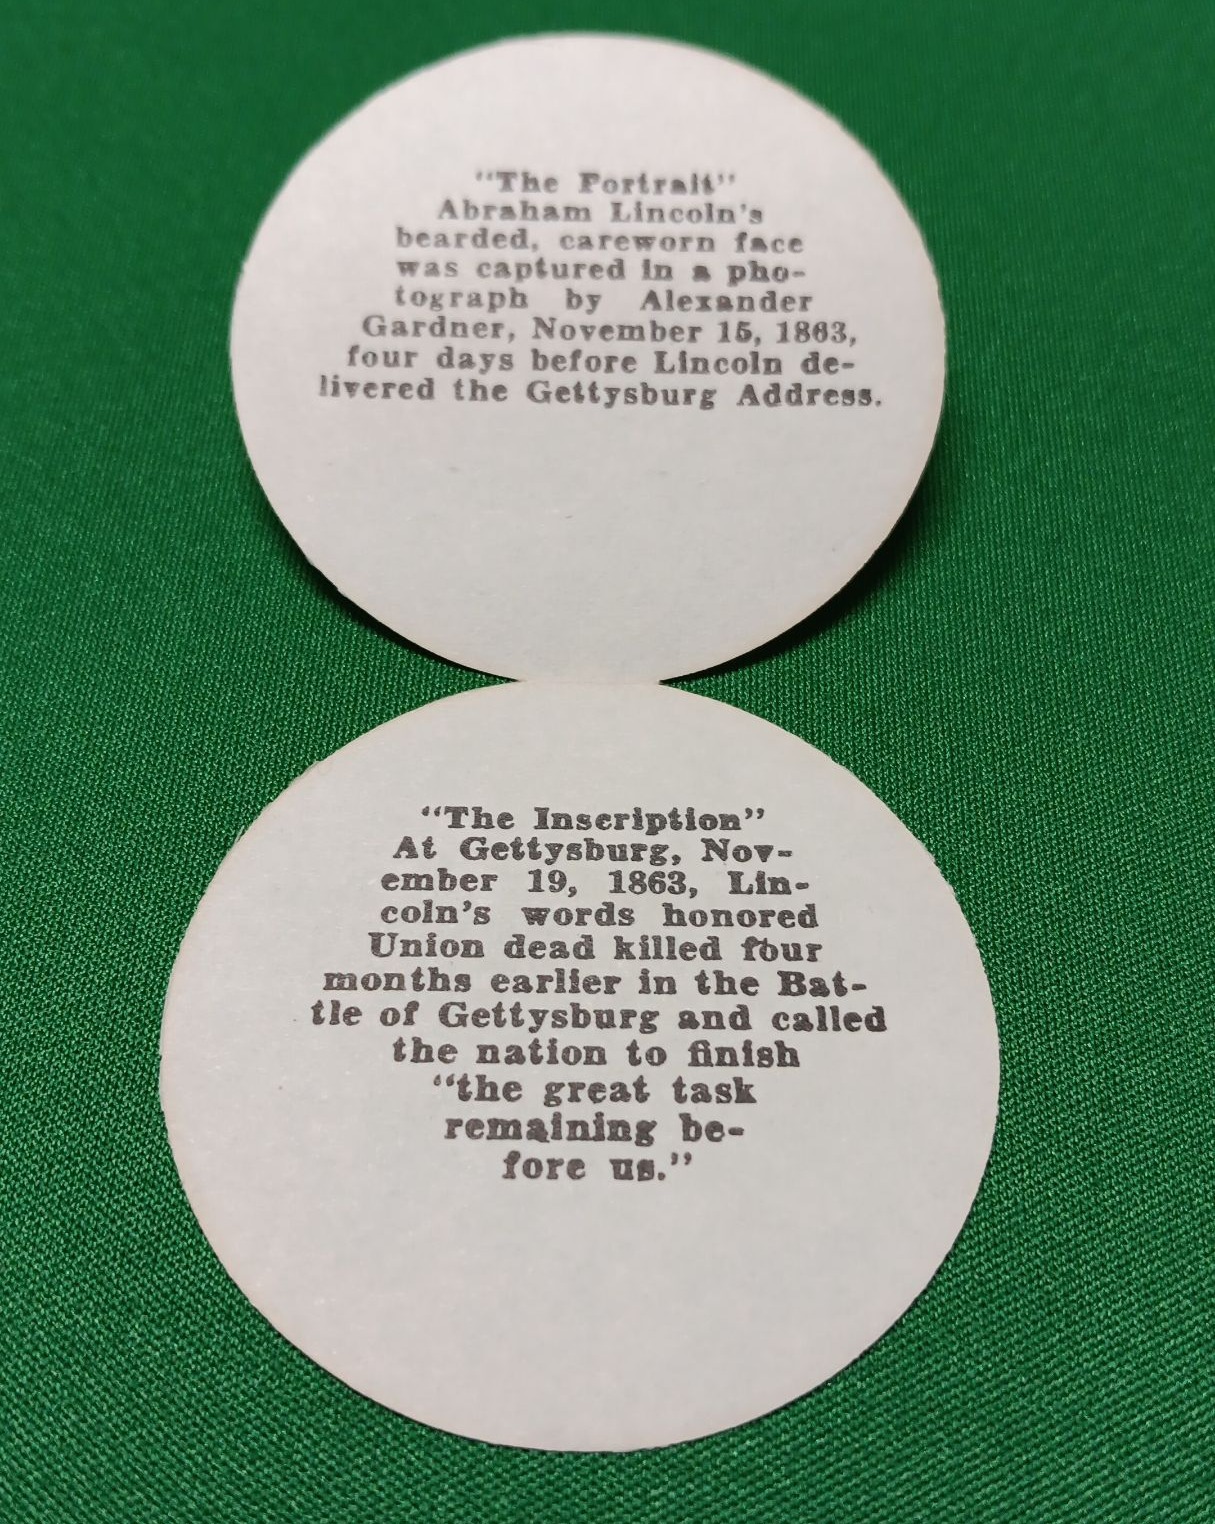 “The Portrait”
Abraham Lincoln’s
bearded, careworn face
was captured in a pho-
tograph by Alexander
Gardner, November 15, 1863,
four days before Lincoln de-
livered the Gettysburg Address.
“The Inscription”
At Gettysburg, Nov-
ember 19, 1863, Lin-
coln’s words honored
Union dead killed four
months earlier in the Bat-
tle of Gettysburg and called
the nation to finish
“the great task
remaining be-
fore us.”